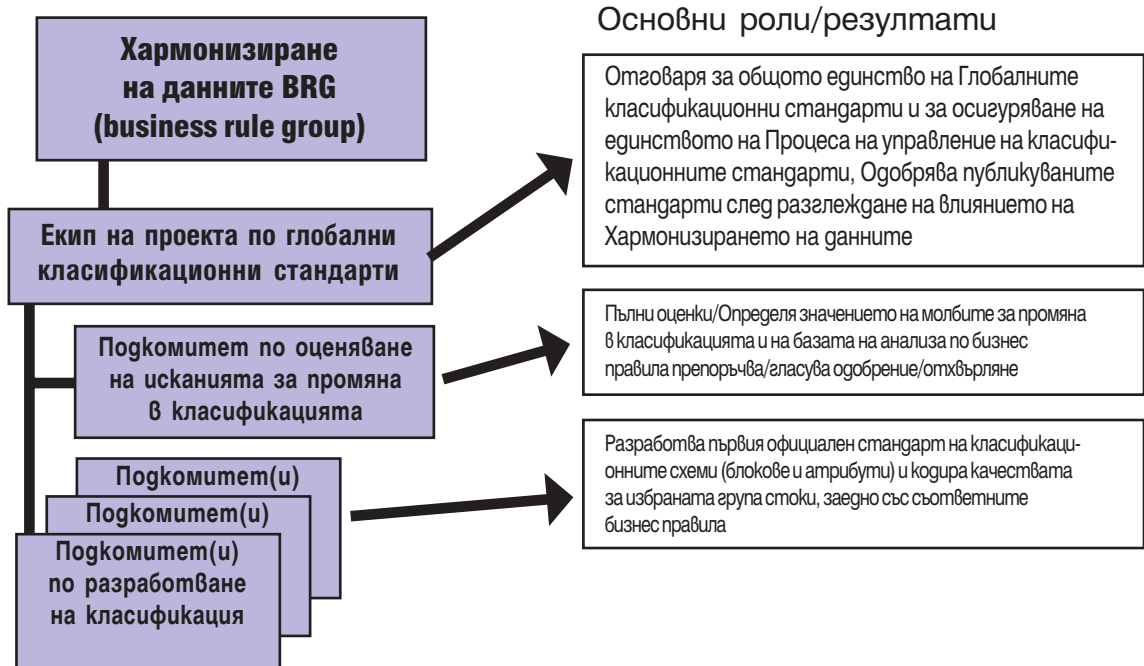 Основни роли/резултати
Хармонизиране
на данните BRG
(business rule group)
Отговаря за общото единство на Глобалните
класификационни стандарти и за осигуряване на
единството на Процеса на управление на класифи-
кационните стандарти, Одобрява публикуваните
стандарти след разглеждане на влиянието на
Хармонизирането на данните
Екип на проекта по глобални
класификационни стандарти
Подкомитет по оценяване
на исканията за промяна
в класификацията
Пълни оценки/Определя значението на молбите за промяна
в класификацията и на базата на анализа по бизнес
правила препоръчва/гласува одобрение/отхвърляне
Подкомитет(и)
Подкомитет(и)
Подкомитет(и)
по разработване
на класификация
Разработва първия официален стандарт на класификаци-
онните схеми (блокове и атрибути) и кодира качествата
за избраната група стоки, заедно със съответните
бизнес правила